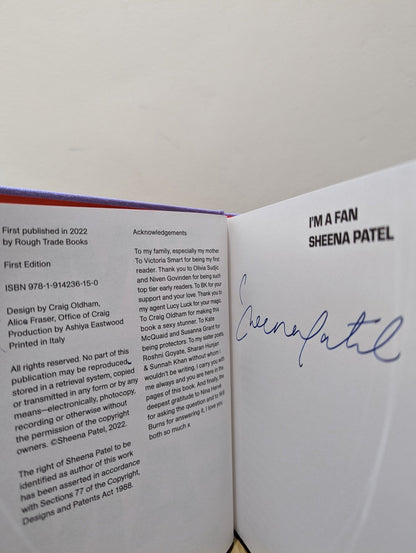 First published in 2022
by Rough Trade Books
First Edition
ISBN 978-1-914236-15-0
Design by Craig Oldham,
Alice Fraser, Office of Craig
Production by Ashiya Eastwood
Printed in Italy
All rights reserved. No part of this
publication may be reproduced,
stored in a retrieval system, copied
or transmitted in any form or by any
means—electronically, photocopy,
recording or otherwise without
the permission of the copyright
owners. ©Sheena Patel, 2022.
The right of Sheena Patel to be
identified as author of this work
has been asserted in accordance
with Sections 77 of the Copyright,
Designs and Patents Act 1988.
Acknowledgements
To my family, especially my mother
To Victoria Smart for being my first
reader. Thank you to Olivia Sudjic
and Niven Govinden for being such
top tier early readers. To BK for your
support and your love. Thank you to
my agent Lucy Luck for your magic.
To Craig Oldham for making this
book a sexy stunner. To Kate
McQuaid and Susanna Grant for
being protectors. To my sister poets,
Roshni Goyate, Sharan Hunjan
& Sunnah Khan without whom I
wouldn't be writing. I carry you with
me always and you are here in the
pages of this book. And finally, the
deepest gratitude to Nina Hervé
for asking the question and to Will
Burns for answering it, I love you
both so much x
I'M A FAN
SHEENA PATEL
Sheena Patel